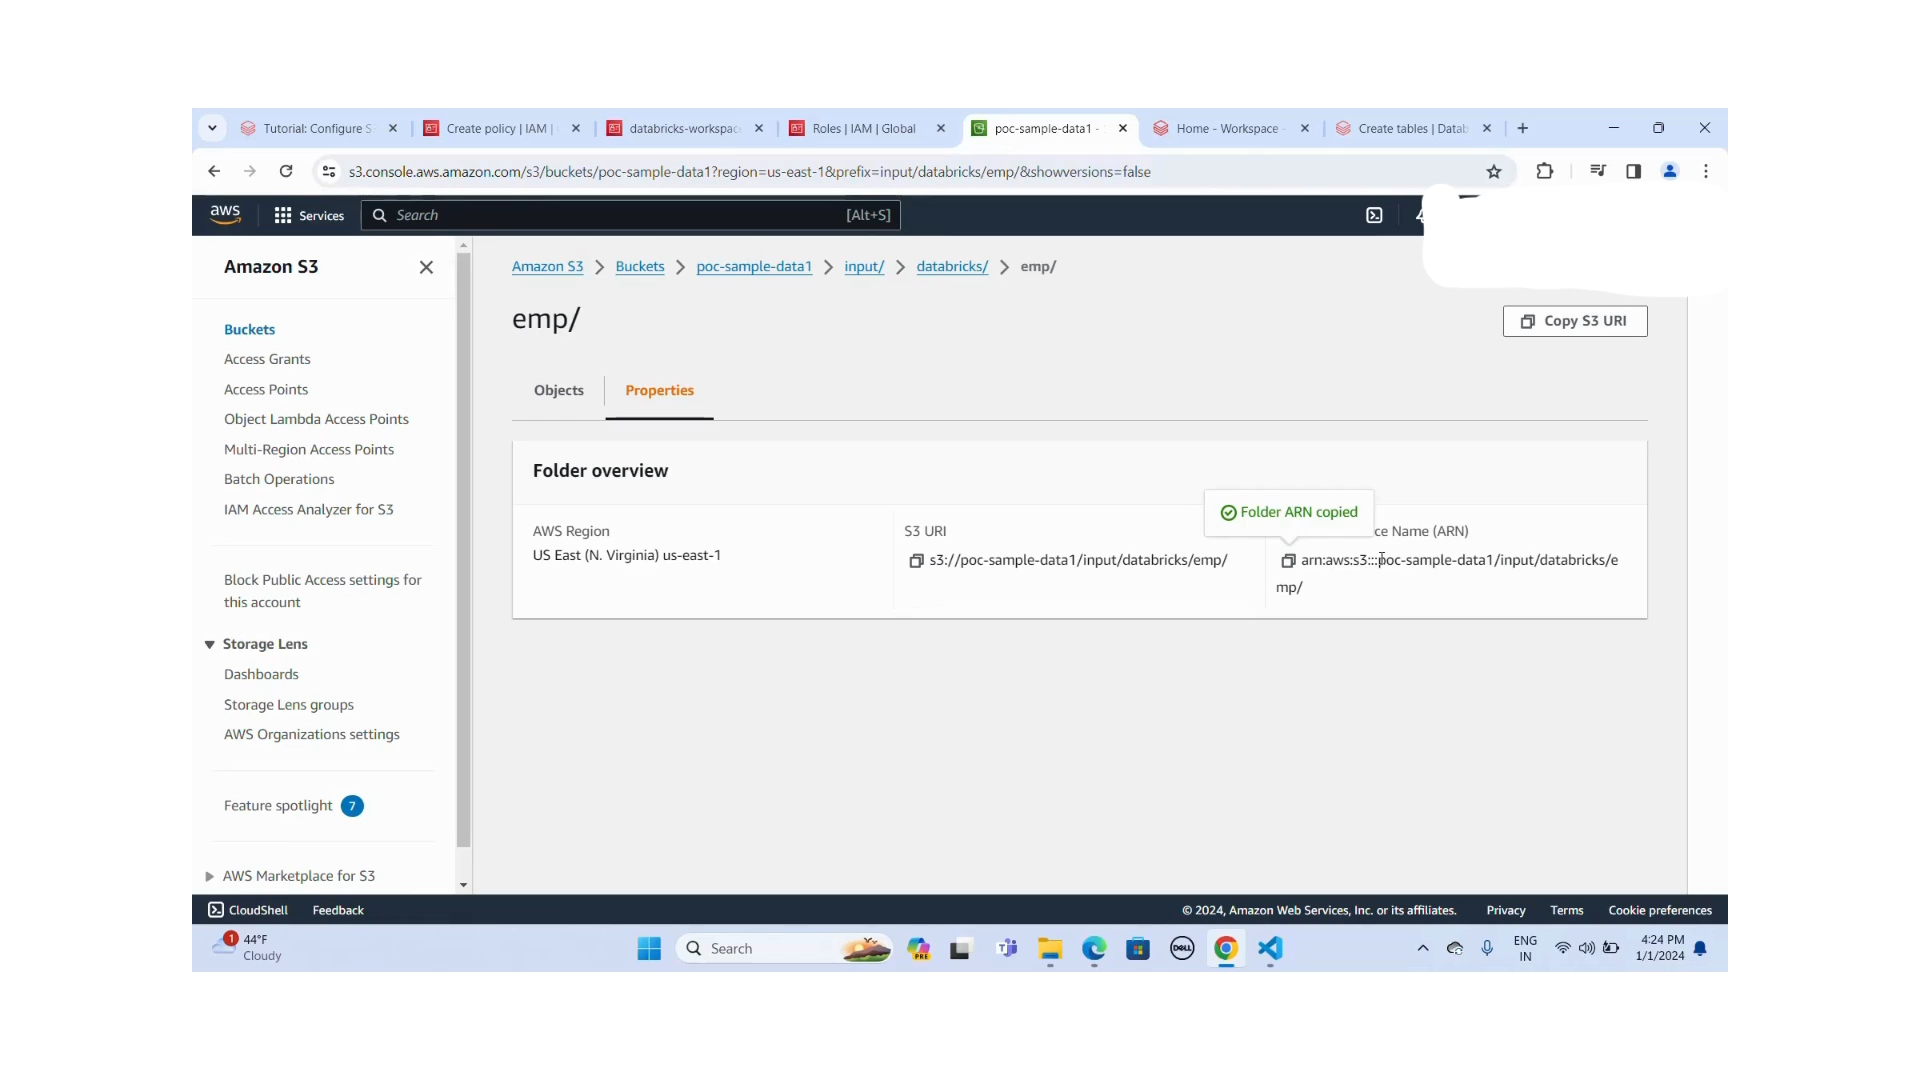 Tutorial: Configure S
Create policy | IAM |
databricks-workspac
Roles | IAM | Global
poc-sample-data1 -
Home - Workspace -
Create tables | Datab
s3.console.aws.amazon.com/s3/buckets/poc-sample-data1?region=us-east-1&prefix=input/databricks/emp/&showversions=false
aws
Services
Search
[Alt+S]
Amazon S3
Buckets
Access Grants
Access Points
Object Lambda Access Points
Multi-Region Access Points
Batch Operations
IAM Access Analyzer for S3
Block Public Access settings for
this account
Storage Lens
Dashboards
Storage Lens groups
AWS Organizations settings
Feature spotlight 7
AWS Marketplace for S3
Amazon S3 > Buckets > poc-sample-data1 > input/ > databricks/ > emp/
emp/
Copy S3 URI
Objects
Properties
Folder overview
AWS Region
US East (N. Virginia) us-east-1
S3 URI
s3://poc-sample-data1/input/databricks/emp/
Folder ARN copied
ce Name (ARN)
arn:aws:s3:::poc-sample-data1/input/databricks/e
mp/
CloudShell
Feedback
© 2024, Amazon Web Services, Inc. or its affiliates.
Privacy
Terms
Cookie preferences
1
44°F
Cloudy
Search
PRE
DELL
ENG
IN
4:24 PM
1/1/2024